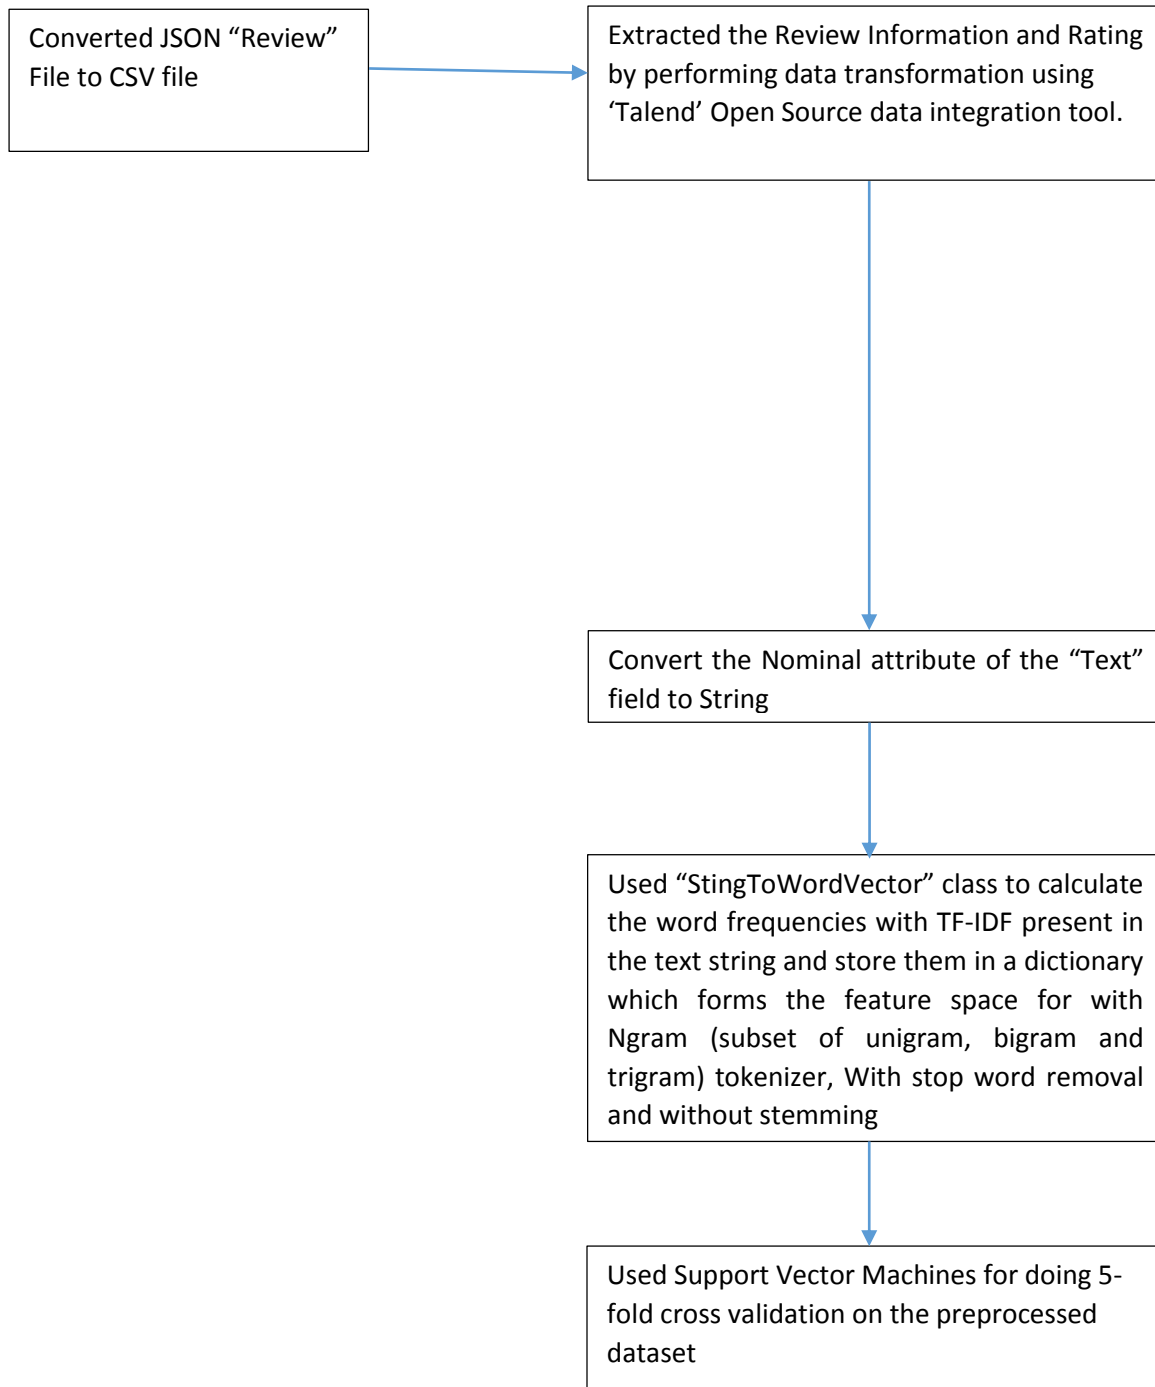 Converted JSON “Review”
File to CSV file
Extracted the Review Information and Rating
by performing data transformation using
‘Talend’ Open Source data integration tool.
Convert the Nominal attribute of the “Text”
field to String
Used “StingToWordVector” class to calculate
the word frequencies with TF-IDF present in
the text string and store them in a dictionary
which forms the feature space for with
Ngram (subset of unigram, bigram and
trigram) tokenizer, With stop word removal
and without stemming
Used Support Vector Machines for doing 5-
fold cross validation on the preprocessed
dataset